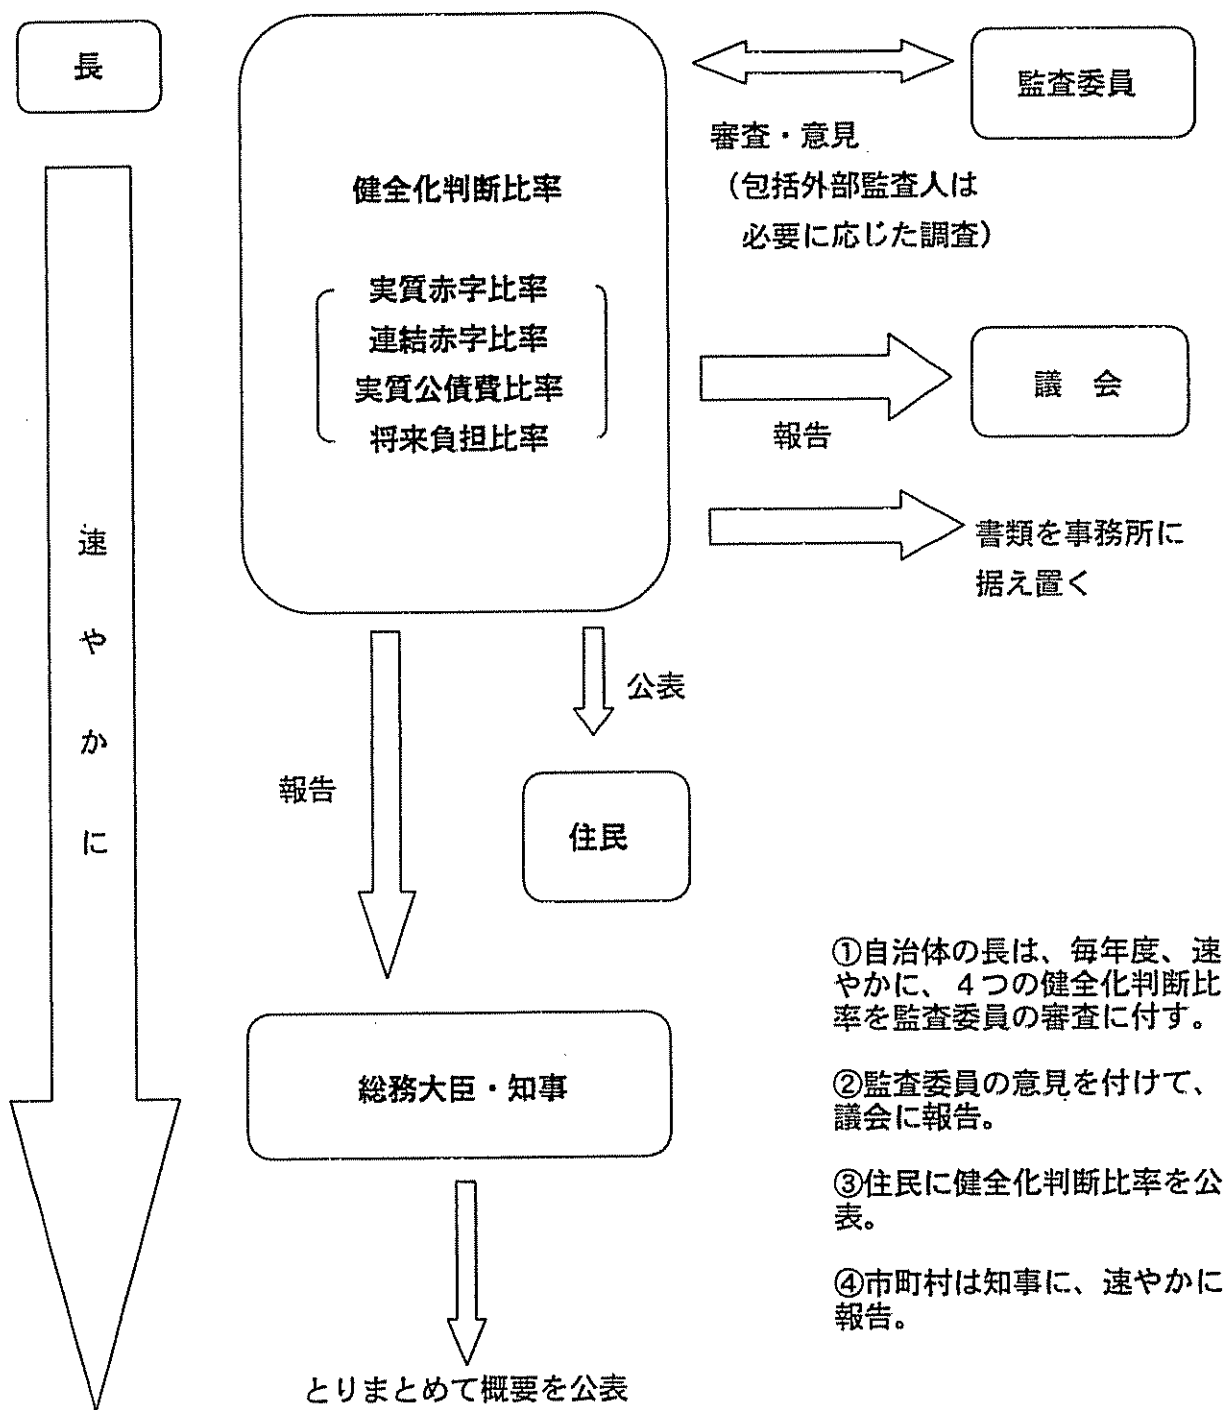 長
健全化判断比率
実質赤字比率
連結赤字比率
実質公債費比率
将来負担比率
監査委員
審査・意見
（包括外部監査人は
必要に応じた調査）
議　会
報告
書類を事務所に
据え置く
速やかに
公表
報告
住民
総務大臣・知事
とりまとめて概要を公表
①自治体の長は、毎年度、速
やかに、４つの健全化判断比
率を監査委員の審査に付す。
②監査委員の意見を付けて、
議会に報告。
③住民に健全化判断比率を公
表。
④市町村は知事に、速やかに
報告。